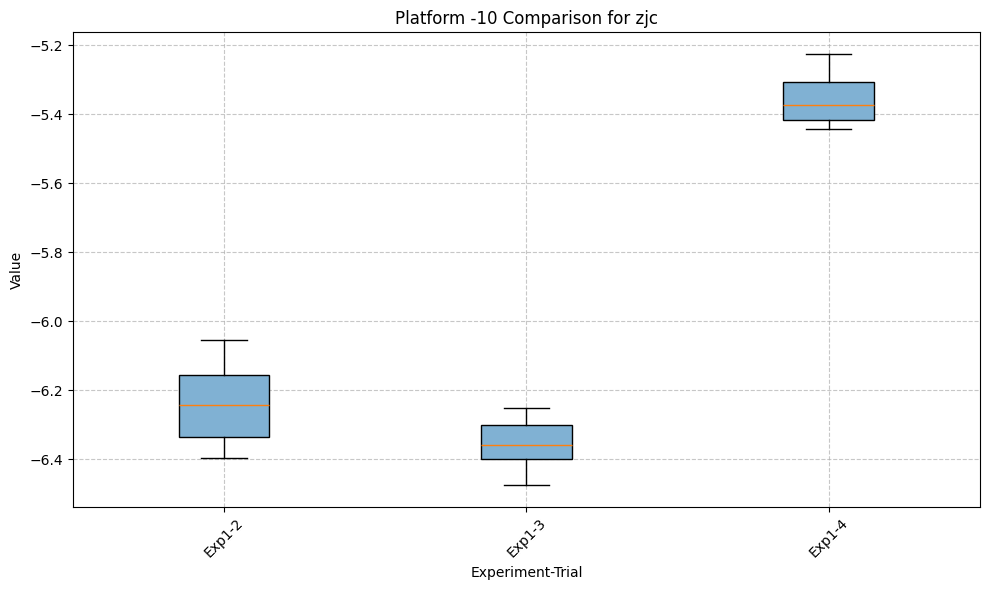 Platform -10 Comparison for zjc
−5.2
−5.4
−5.6
−5.8
−6.0
−6.2
−6.4
Value
Exp1-2
Exp1-3
Exp1-4
Experiment-Trial